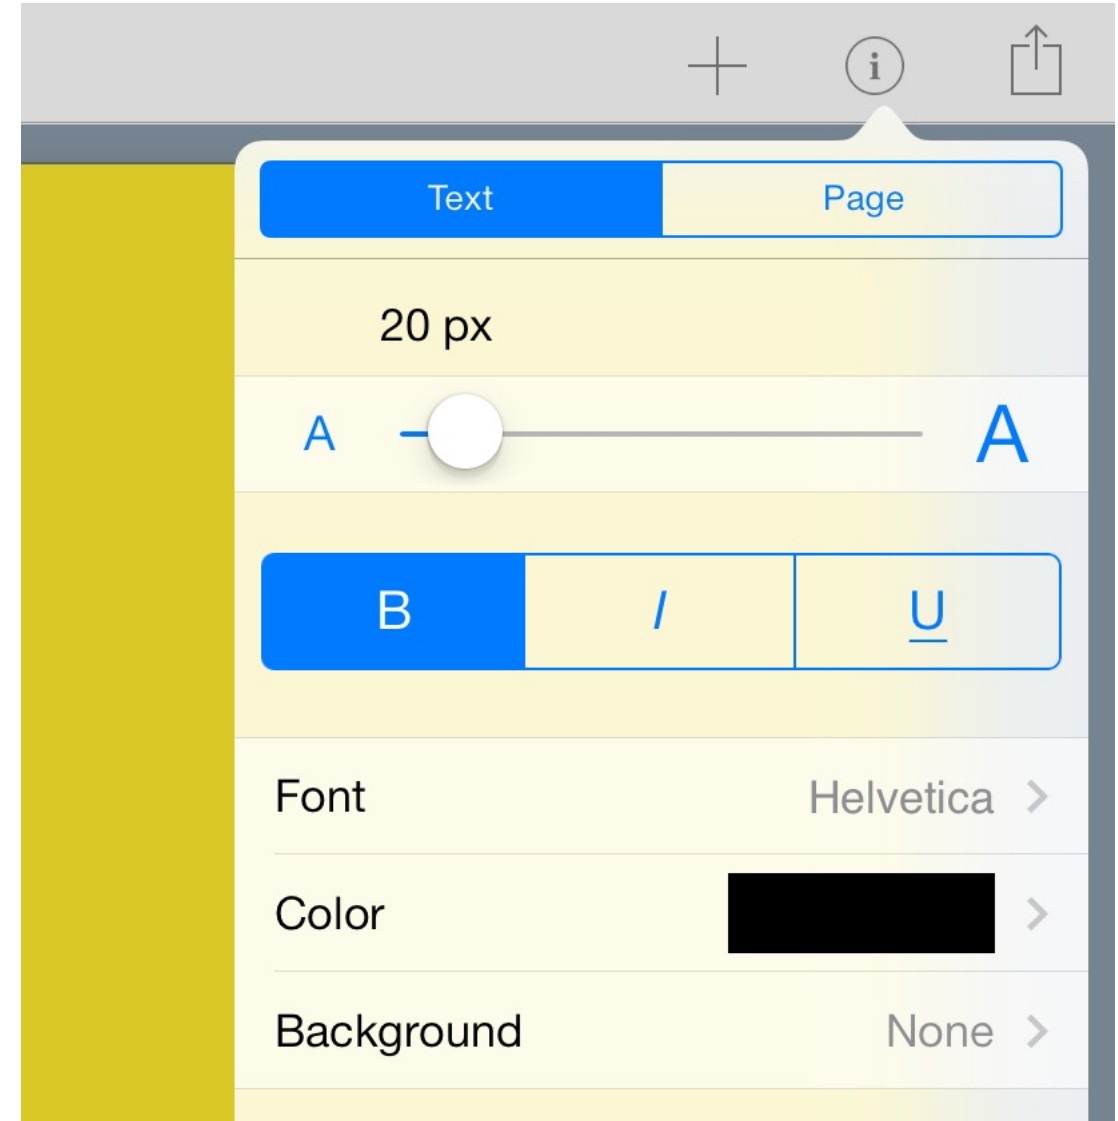 i
Text Page
20 px
A A
B I U
Font Helvetica
Color
Background None